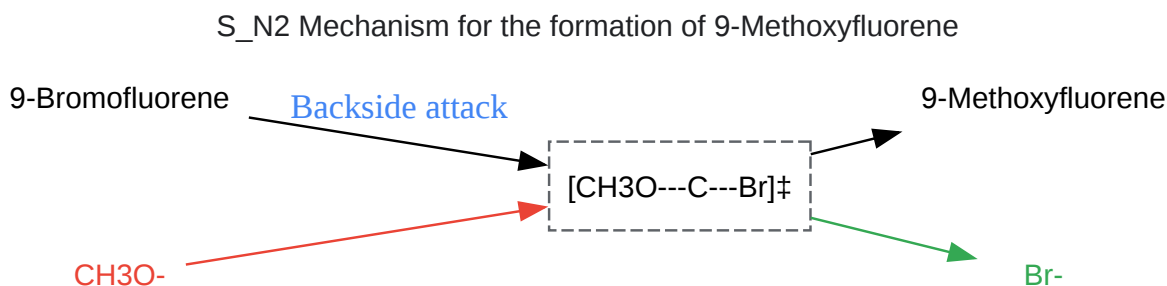 S_N2 Mechanism for the formation of 9-Methoxyfluorene
9-Bromofluorene
Backside attack
9-Methoxyfluorene
[CH3O---C---Br]‡
CH3O-
Br-